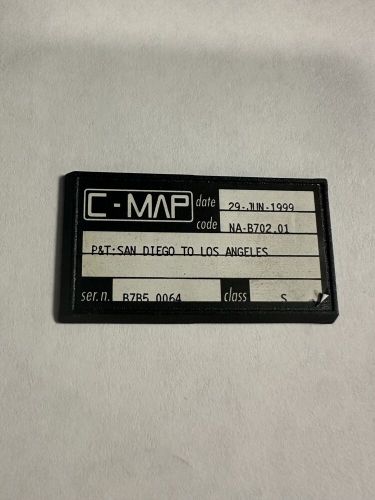 C-MAP date 29-JUN-1999
code NA-B702.01
P&T:SAN DIEGO TO LOS ANGELES
ser.n. B7B5 0064 class S